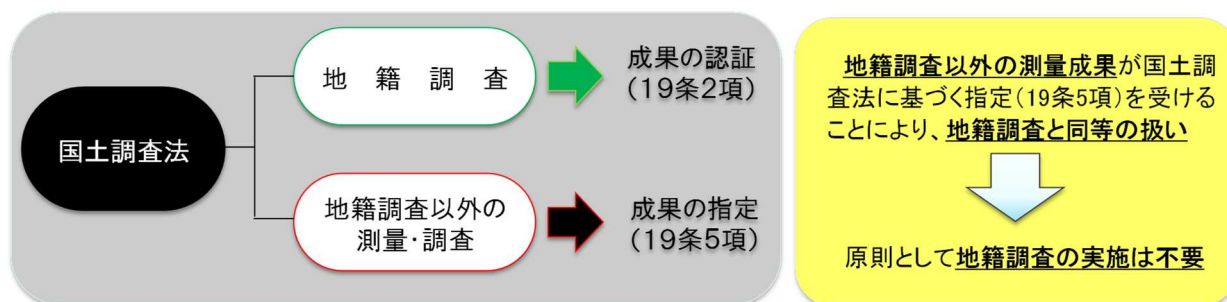 国土調査法
地　籍　調　査
成果の認証
(19条2項)
地籍調査以外の
測量・調査
成果の指定
(19条5項)
地籍調査以外の測量成果が国土調
査法に基づく指定(19条5項)を受ける
ことにより、地籍調査と同等の扱い
原則として地籍調査の実施は不要